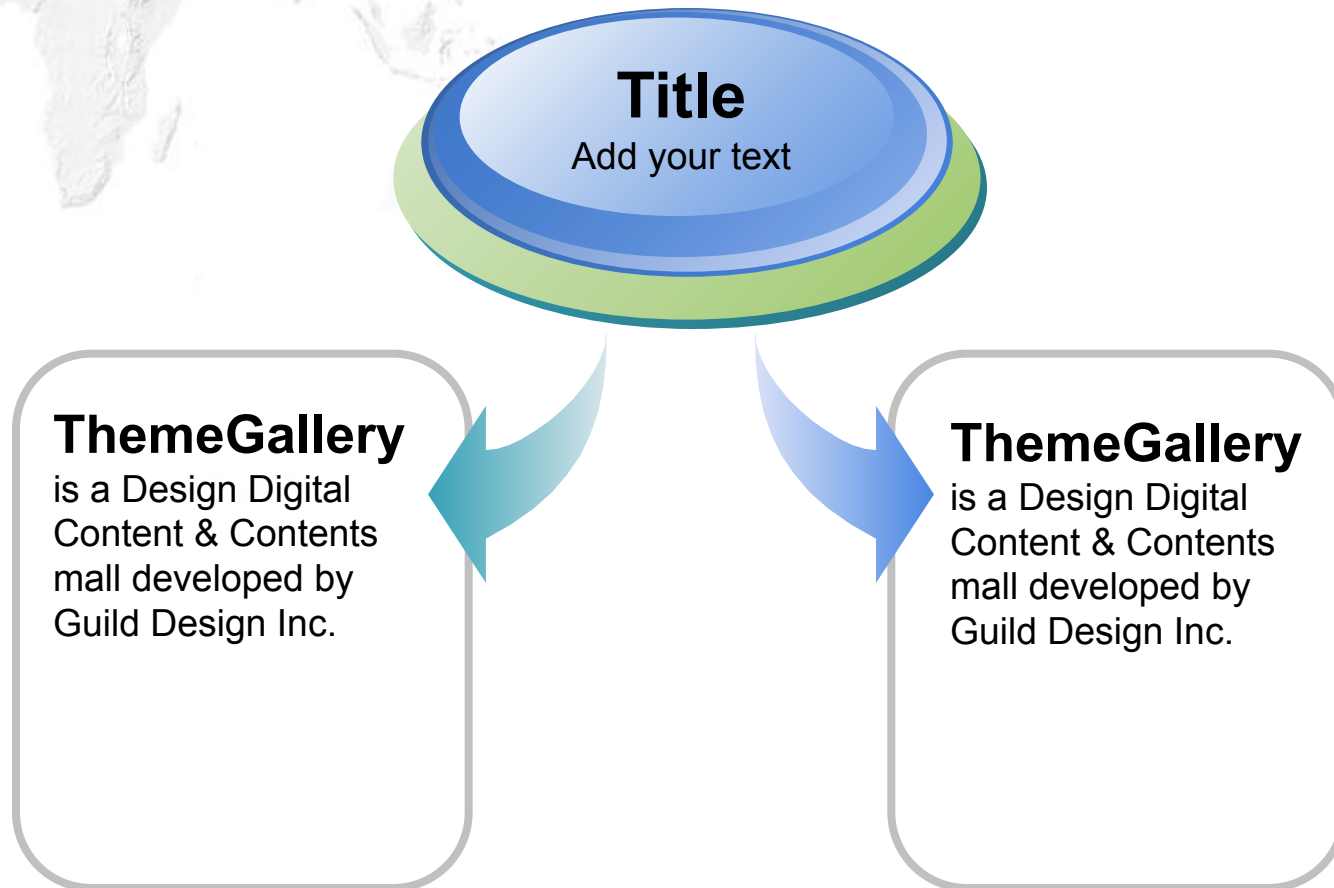 Title
Add your text
ThemeGallery
is a Design Digital
Content & Contents
mall developed by
Guild Design Inc.
ThemeGallery
is a Design Digital
Content & Contents
mall developed by
Guild Design Inc.